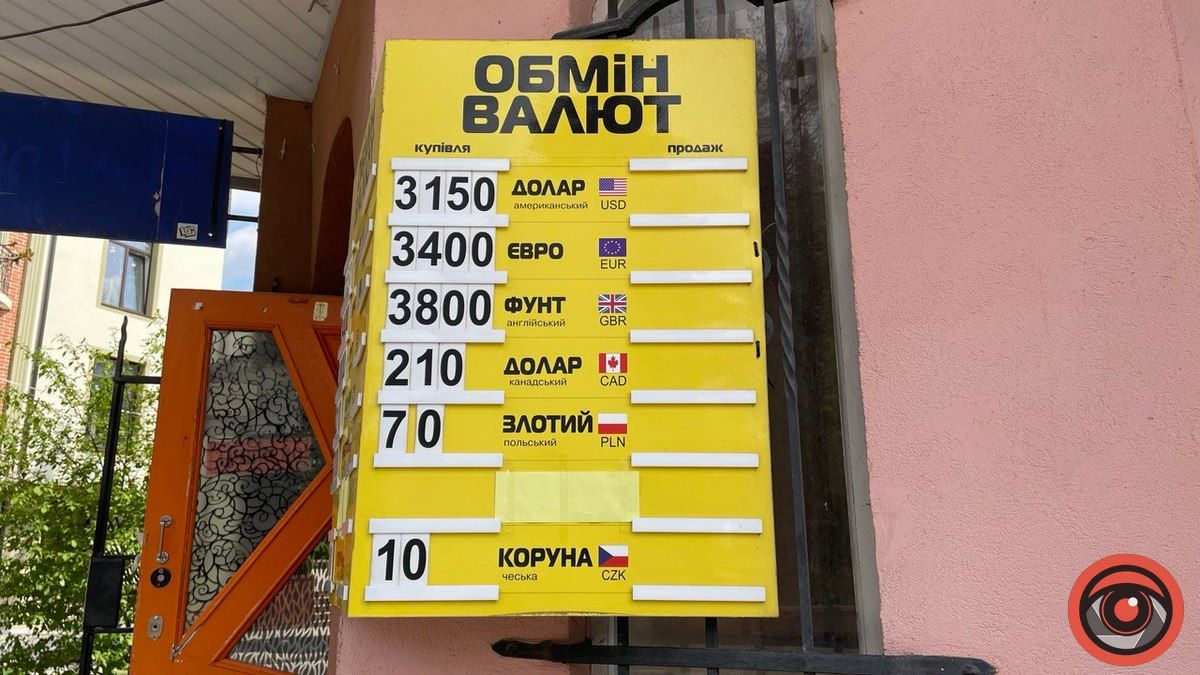 ОБМіН
ВАЛЮТ
купівля
продаж
3150 ДОЛАР
американський USD
3400 ЄВРО
EUR
3800 ФУНТ
англійський GBR
210 ДОЛАР
канадський CAD
70 ЗЛОТИЙ
польський PLN
10 КОРУНА
чеська CZK